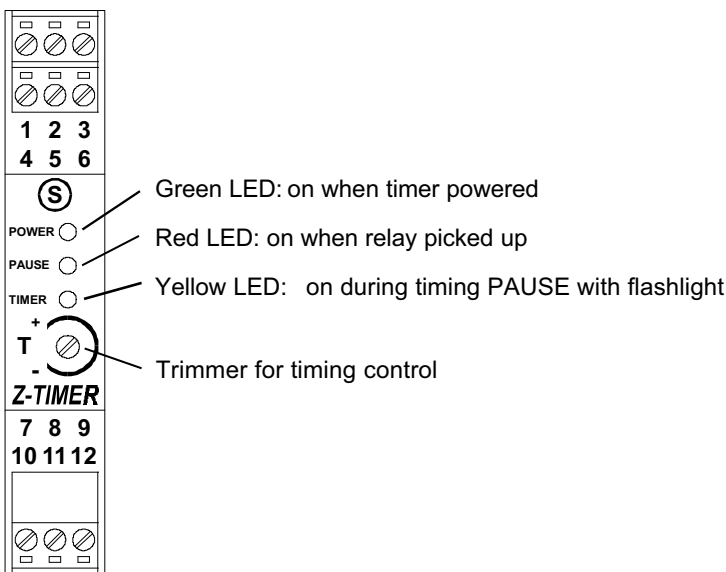 1 2 3
4 5 6
S
POWER
Green LED: on when timer powered
PAUSE
Red LED: on when relay picked up
TIMER
Yellow LED: on during timing PAUSE with flashlight
+
T
-
Trimmer for timing control
Z-TIMER
7 8 9
10 11 12